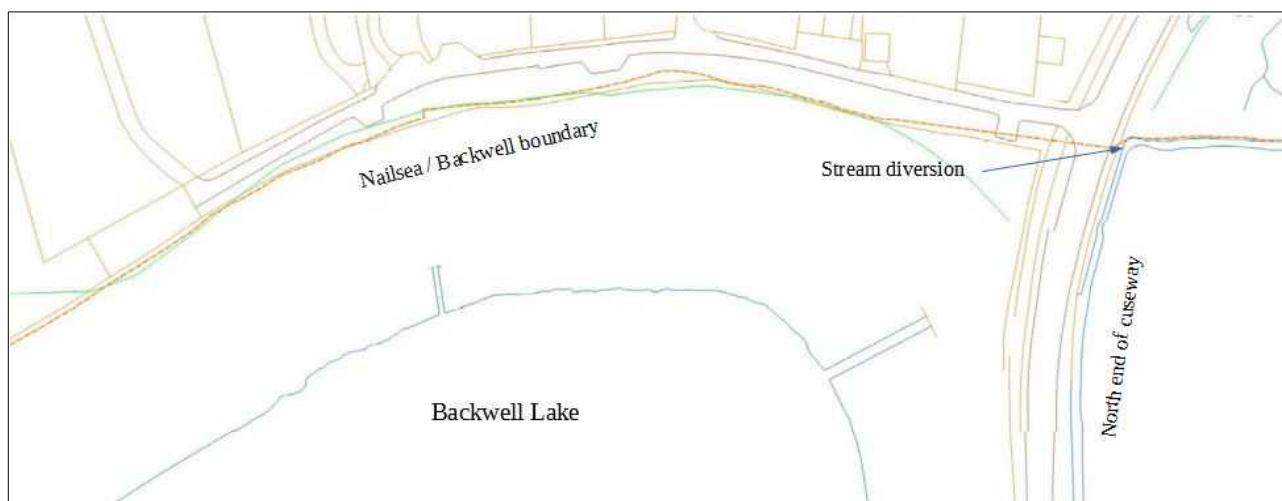 Nailsea / Backwell boundary
Stream diversion
North end of cuseway
Backwell Lake